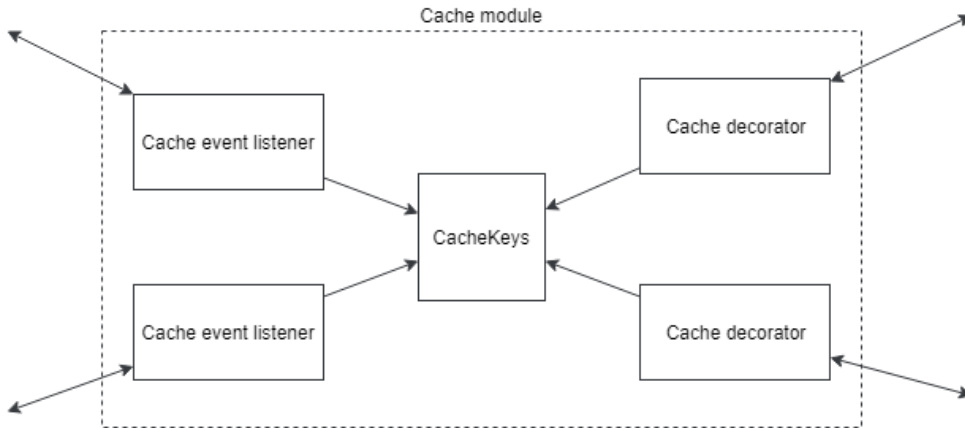 Cache module
Cache event listener
Cache decorator
CacheKeys
Cache event listener
Cache decorator